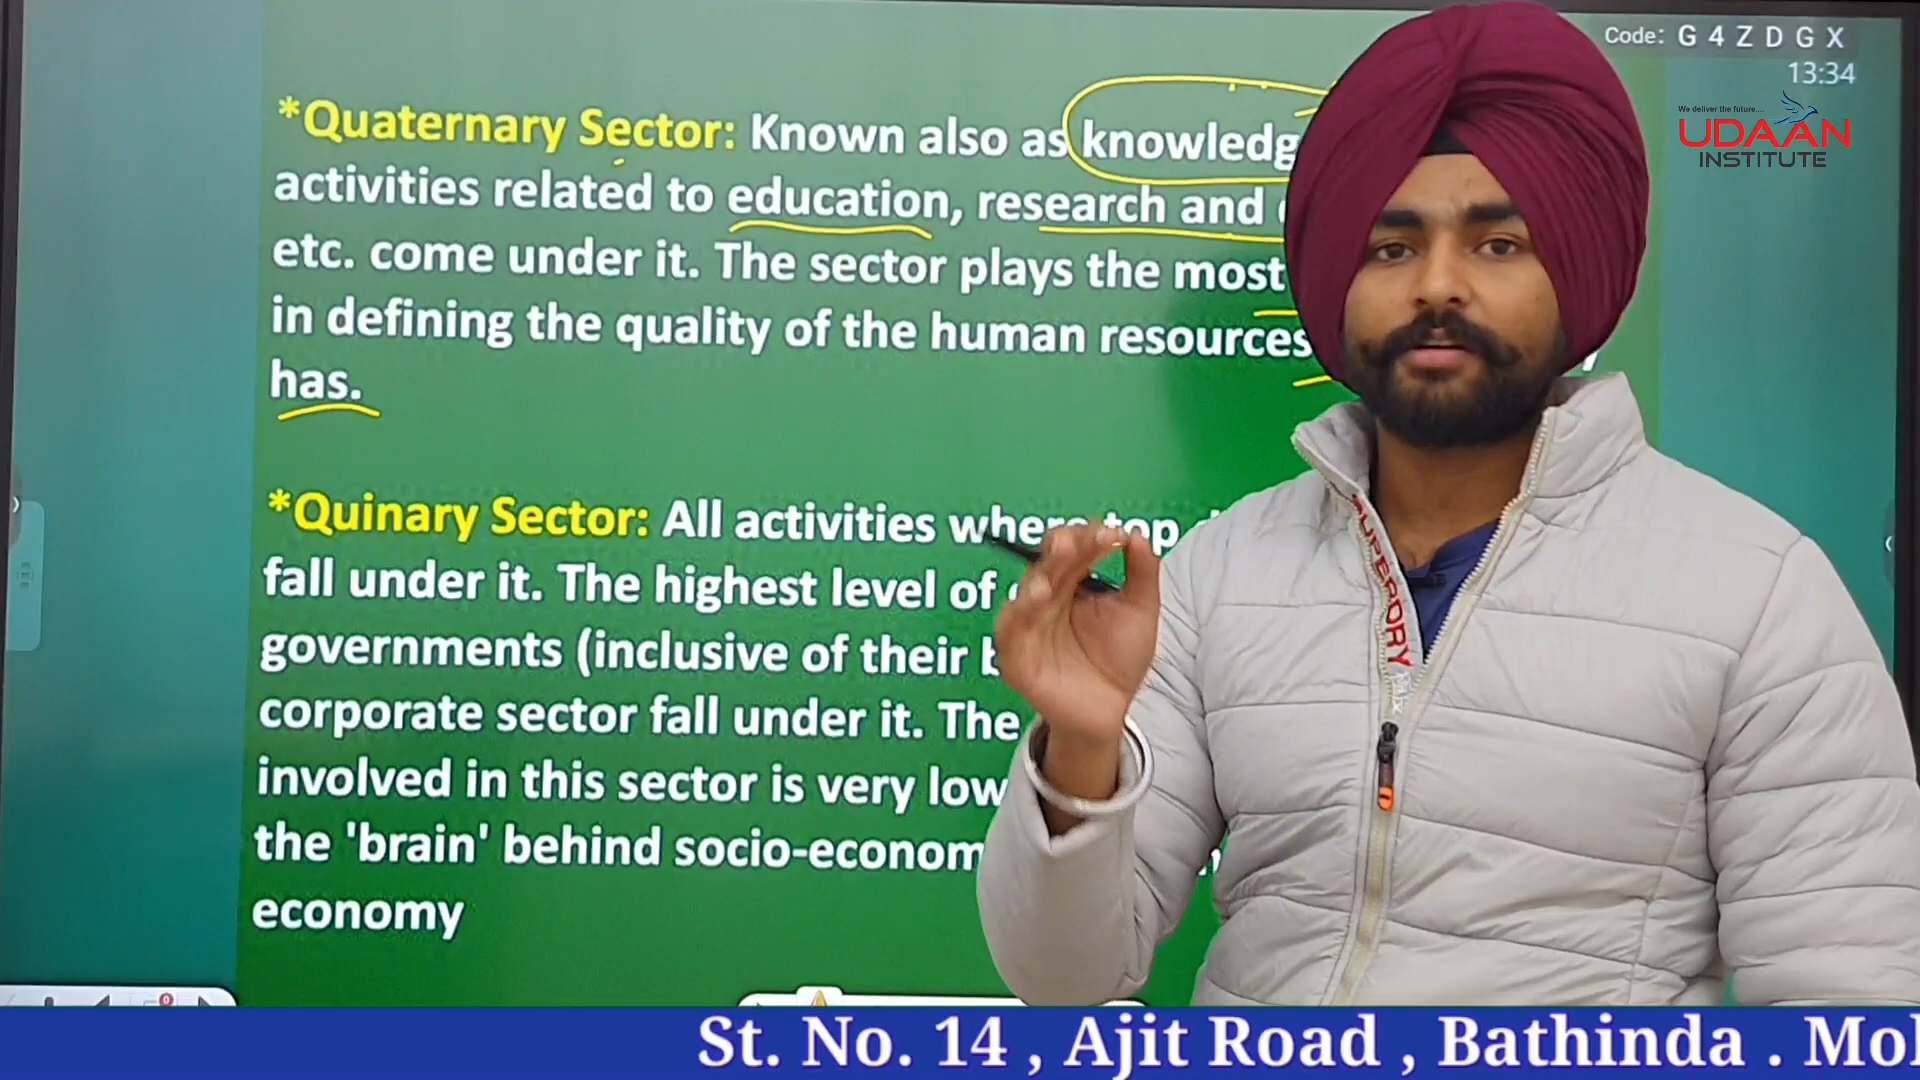 Code: G 4 Z D G X
13:34
We deliver the future....
UDAAN
INSTITUTE
*Quaternary Sector: Known also as knowledg
activities related to education, research and
etc. come under it. The sector plays the most
in defining the quality of the human resources
has.
*Quinary Sector: All activities where top
fall under it. The highest level of
governments (inclusive of their
corporate sector fall under it. The
involved in this sector is very low
the 'brain' behind socio-econom
economy
SUPERDRY
St. No. 14 , Ajit Road , Bathinda . Mo